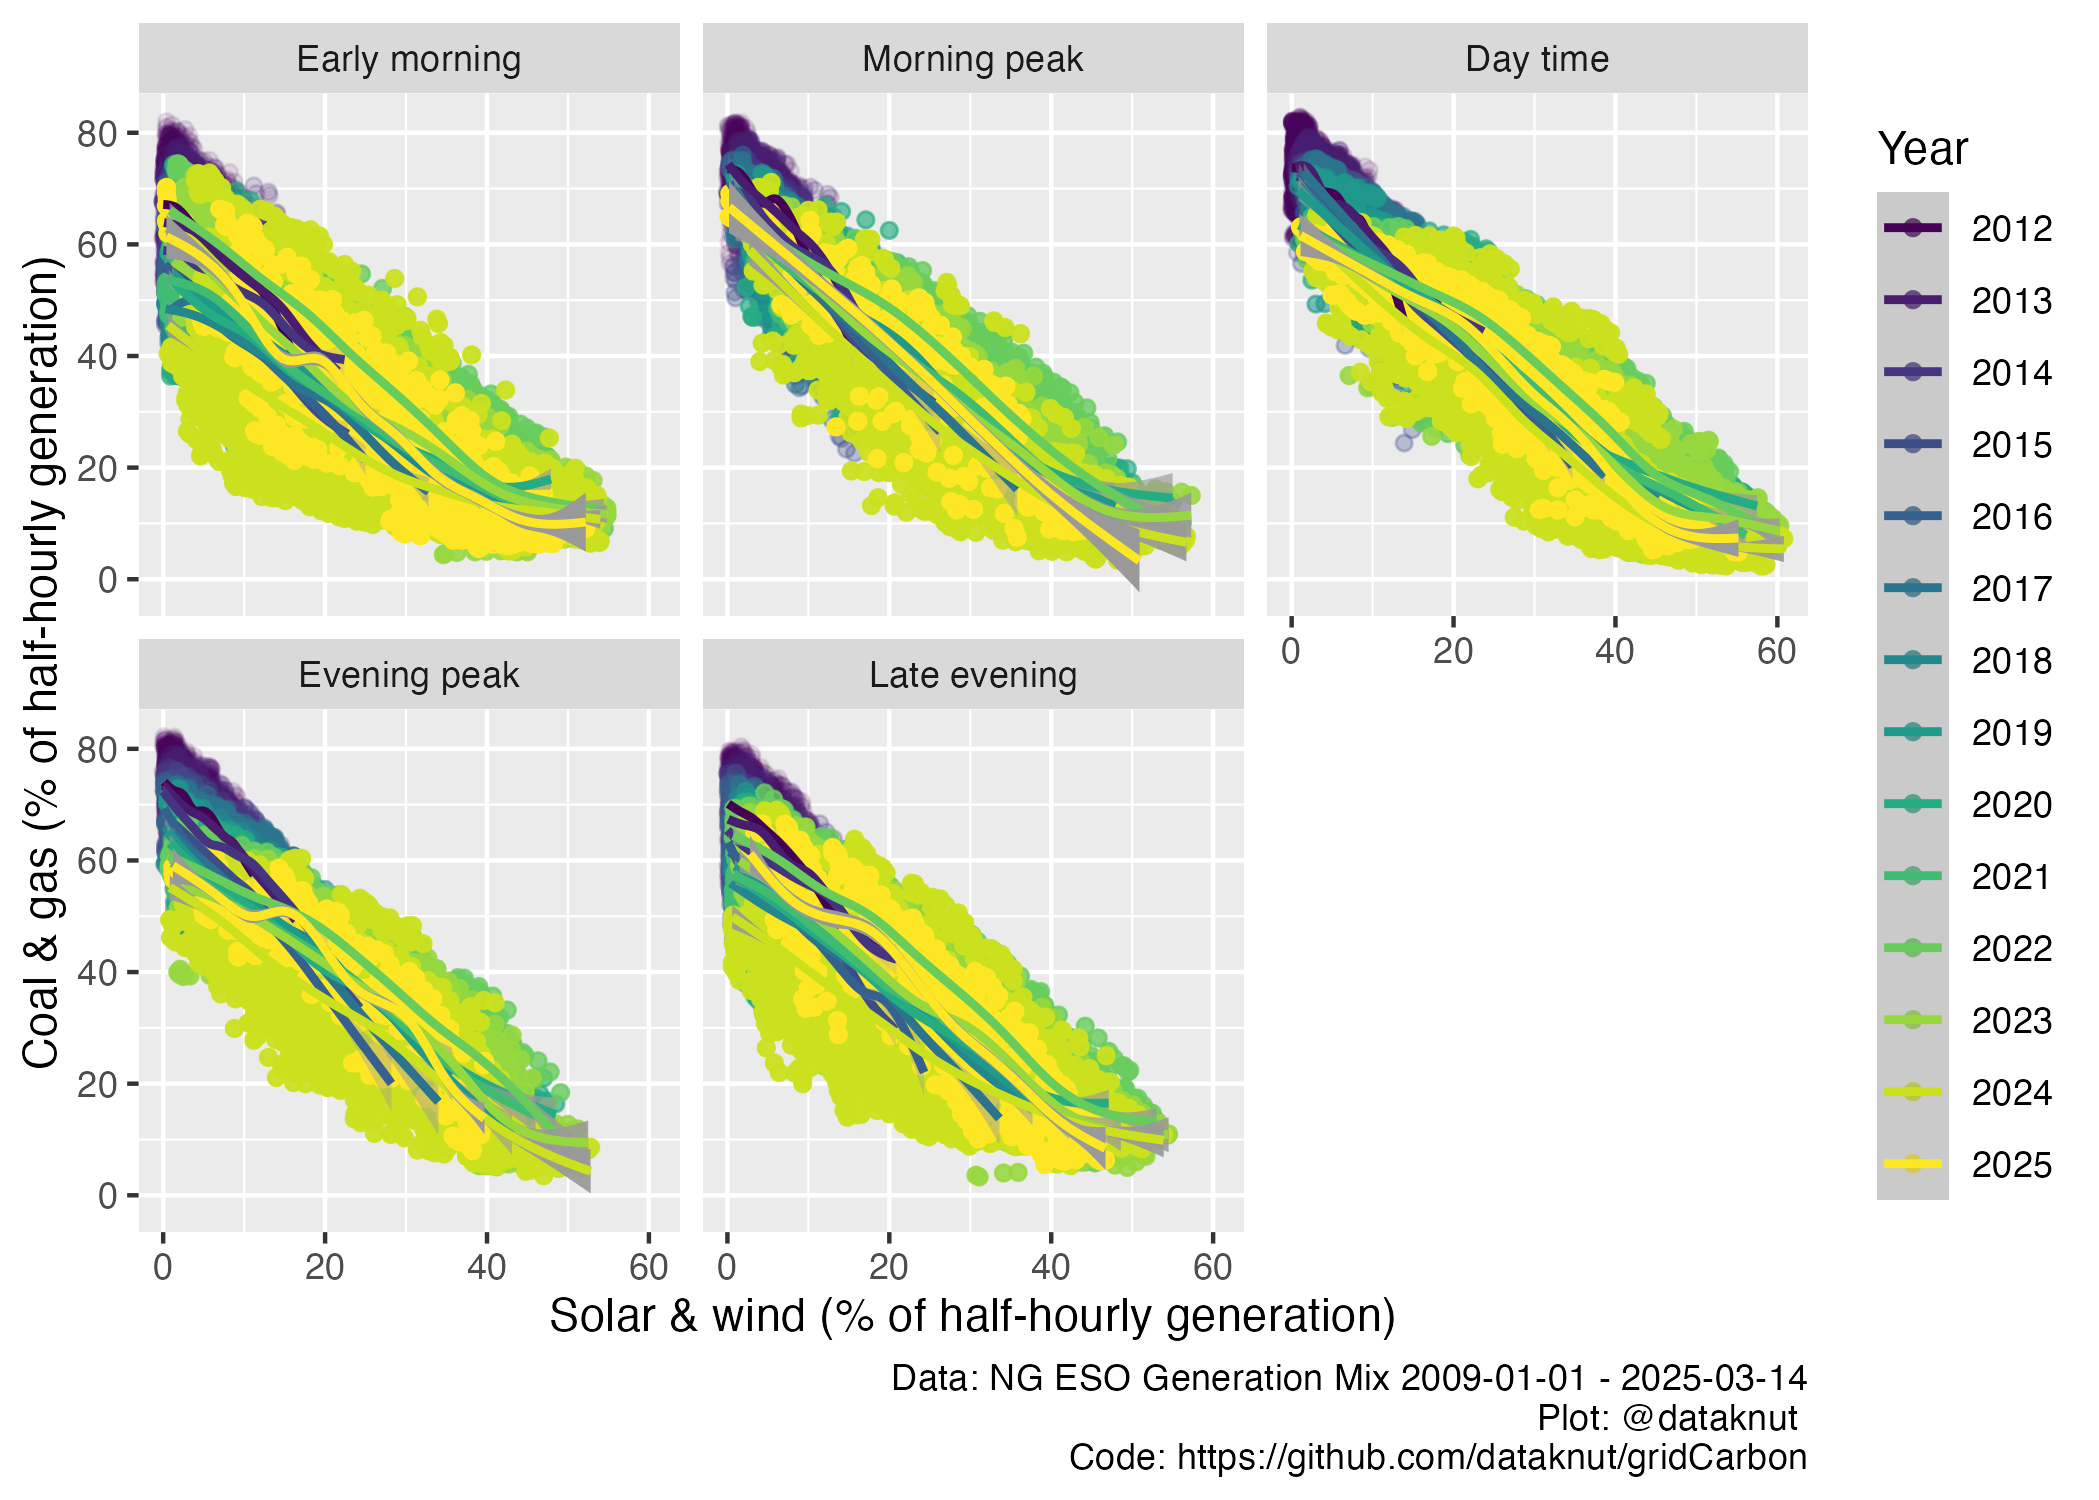 Early morning
Morning peak
Day time
80
60
40
20
0
0 20 40 60
Evening peak
Late evening
80
60
40
20
0
0 20 40 60
0 20 40 60
Coal & gas (% of half-hourly generation)
Solar & wind (% of half-hourly generation)
Year
2012
2013
2014
2015
2016
2017
2018
2019
2020
2021
2022
2023
2024
2025
Data: NG ESO Generation Mix 2009-01-01 - 2025-03-14
Plot: @dataknut
Code: https://github.com/dataknut/gridCarbon